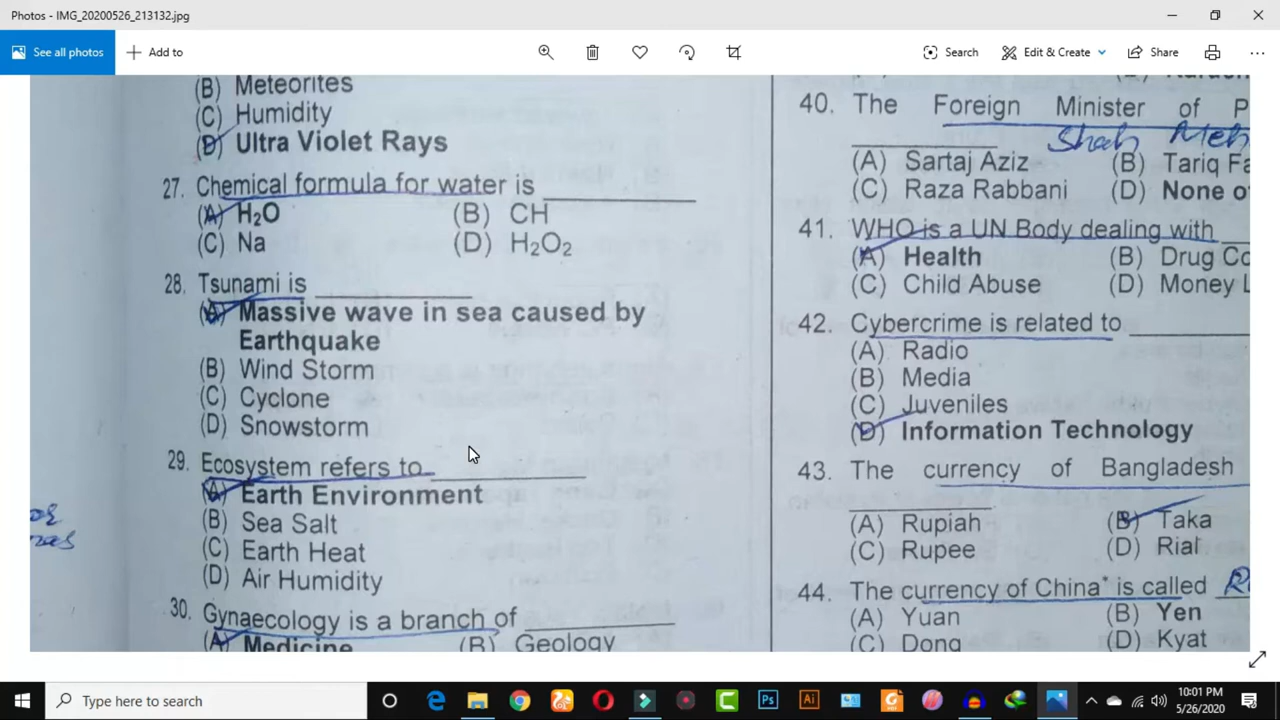 Photos - IMG_20200526_213132.jpg
See all photos
Add to
Search
Edit & Create
Share
(B) Meteorites
(C) Humidity
(D) Ultra Violet Rays
27. Chemical formula for water is
(A) H₂O (B) CH
(C) Na (D) H₂O₂
28. Tsunami is
(A) Massive wave in sea caused by
Earthquake
(B) Wind Storm
(C) Cyclone
(D) Snowstorm
29. Ecosystem refers to
(A) Earth Environment
(B) Sea Salt
(C) Earth Heat
(D) Air Humidity
30. Gynaecology is a branch of
(A) Medicine (B) Geology
40. The Foreign Minister of P
Shah Meh
(A) Sartaj Aziz (B) Tariq Fa
(C) Raza Rabbani (D) None of
41. WHO is a UN Body dealing with
(A) Health (B) Drug Co
(C) Child Abuse (D) Money L
42. Cybercrime is related to
(A) Radio
(B) Media
(C) Juveniles
(D) Information Technology
43. The currency of Bangladesh
(A) Rupiah (B) Taka
(C) Rupee (D) Rial
44. The currency of China* is called
(A) Yuan (B) Yen
(C) Dong (D) Kyat
Type here to search
10:01 PM
5/26/2020